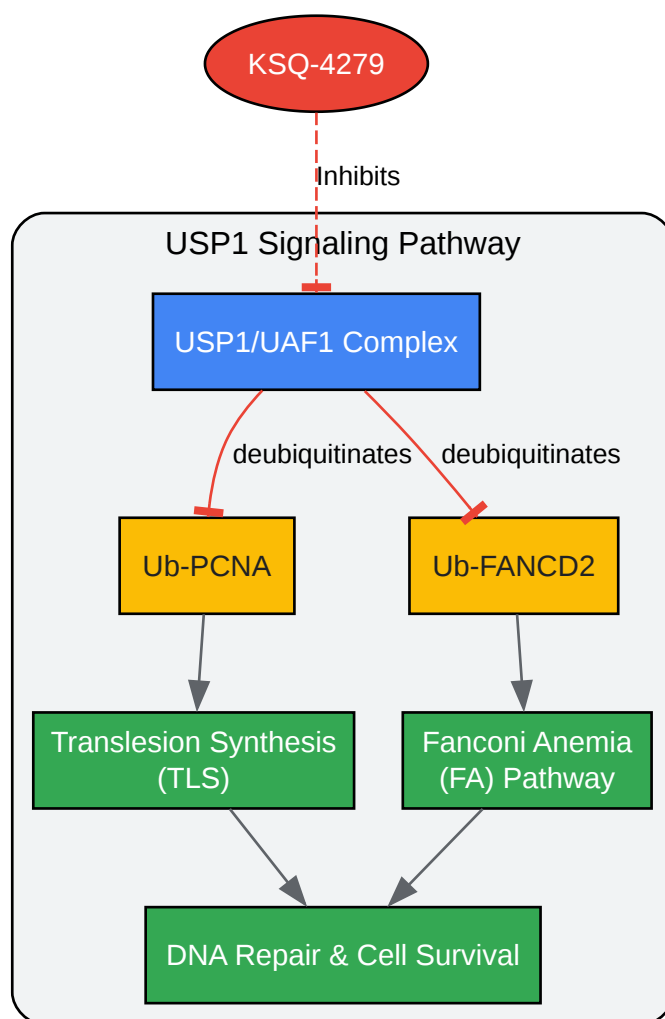 KSQ-4279
Inhibits
USP1 Signaling Pathway
USP1/UAF1 Complex
deubiquitinates
deubiquitinates
Ub-PCNA
Ub-FANCD2
Translesion Synthesis
(TLS)
Fanconi Anemia
(FA) Pathway
DNA Repair & Cell Survival